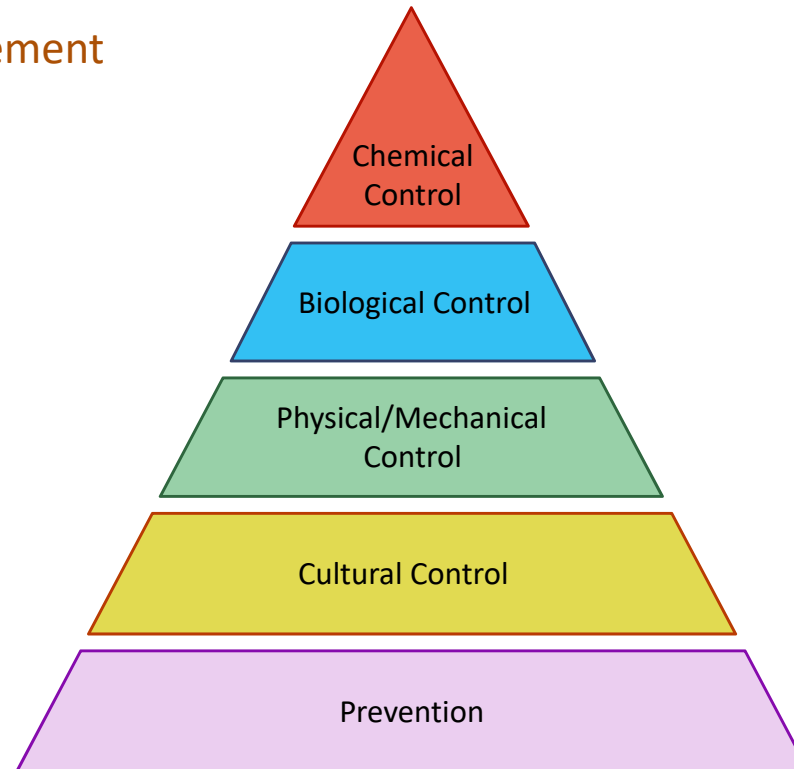 ement
Chemical
Control
Biological Control
Physical/Mechanical
Control
Cultural Control
Prevention